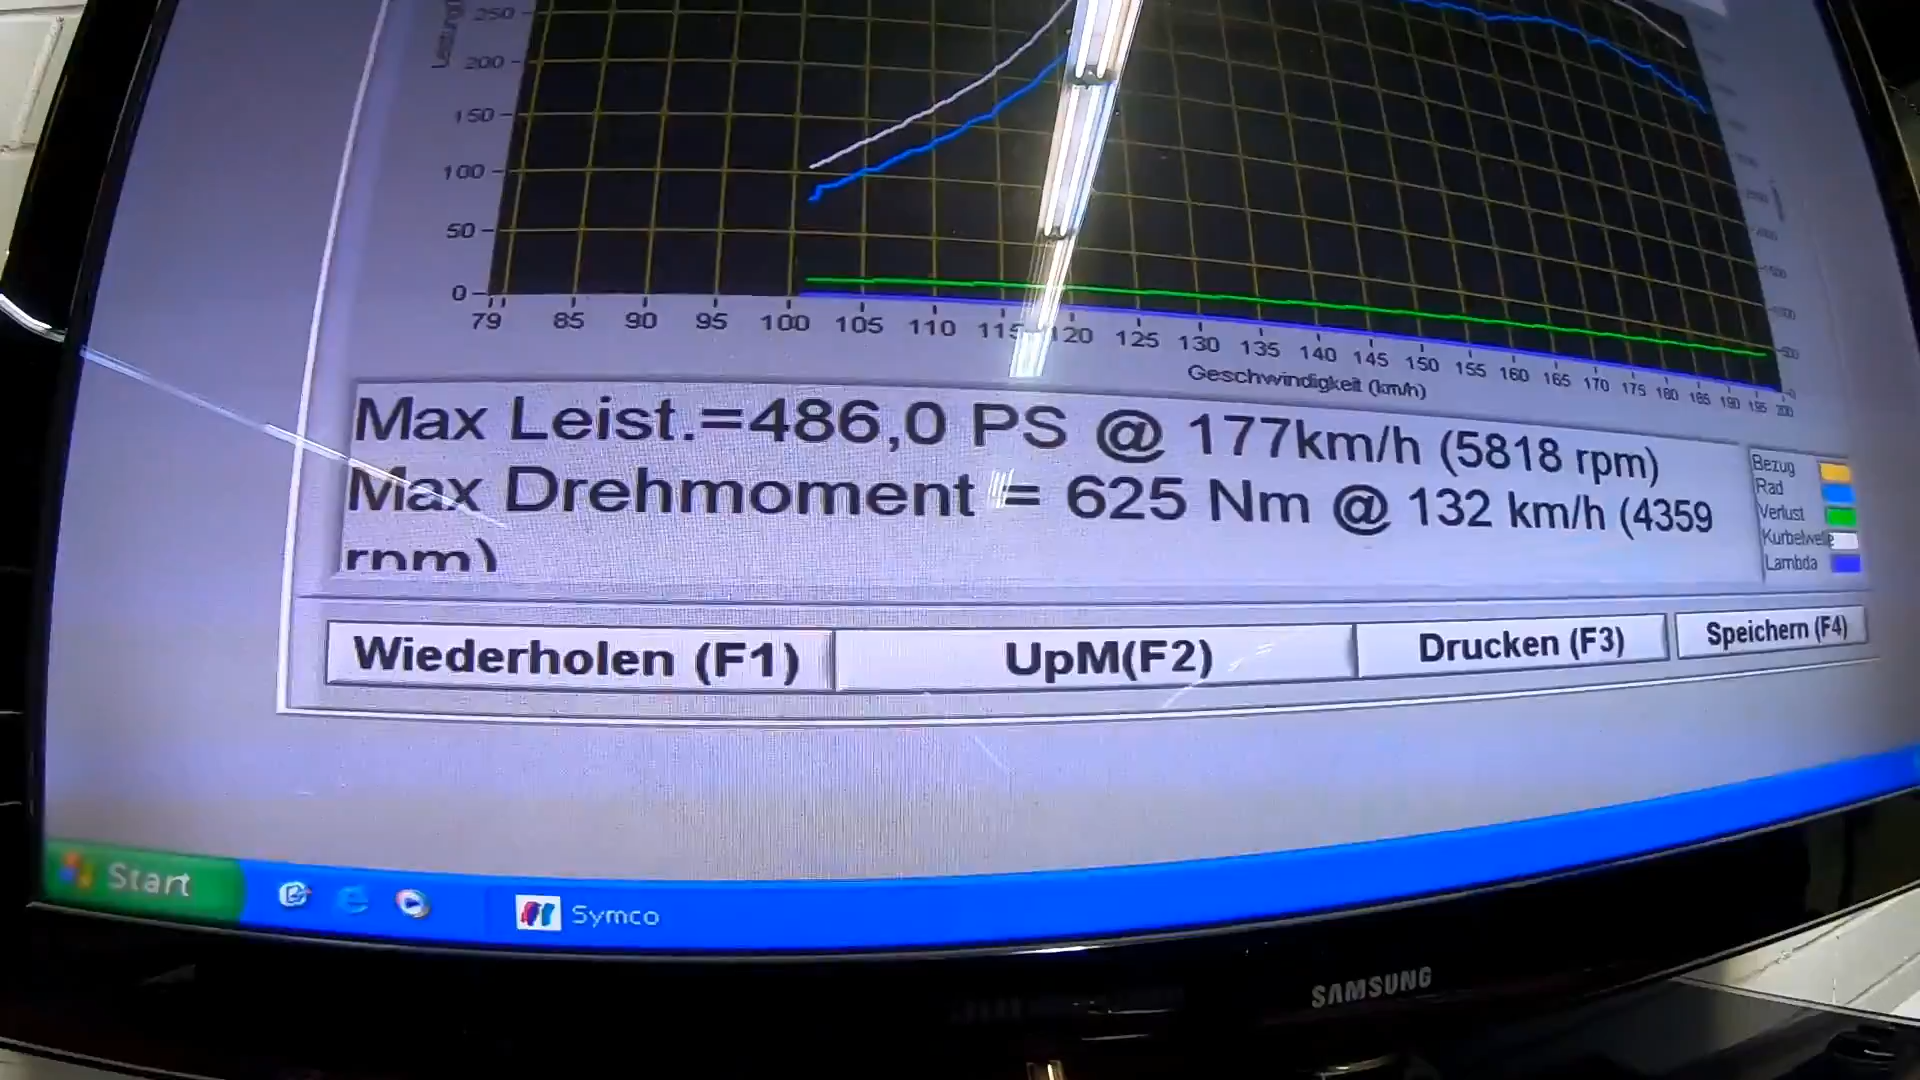 Leistung
250
200
150
100
50
0
79 85 90 95 100 105 110 115 120 125 130 135 140 145 150 155 160 165 170 175 180 185 190 195 200
Geschwindigkeit (km/h)
Max Leist.=486,0 PS @ 177km/h (5818 rpm)
Max Drehmoment = 625 Nm @ 132 km/h (4359
rpm)
Bezug
Rad
Verlust
Kurbelwelle
Lambda
Wiederholen (F1) UpM(F2) Drucken (F3) Speichern (F4)
Start Symco
SAMSUNG